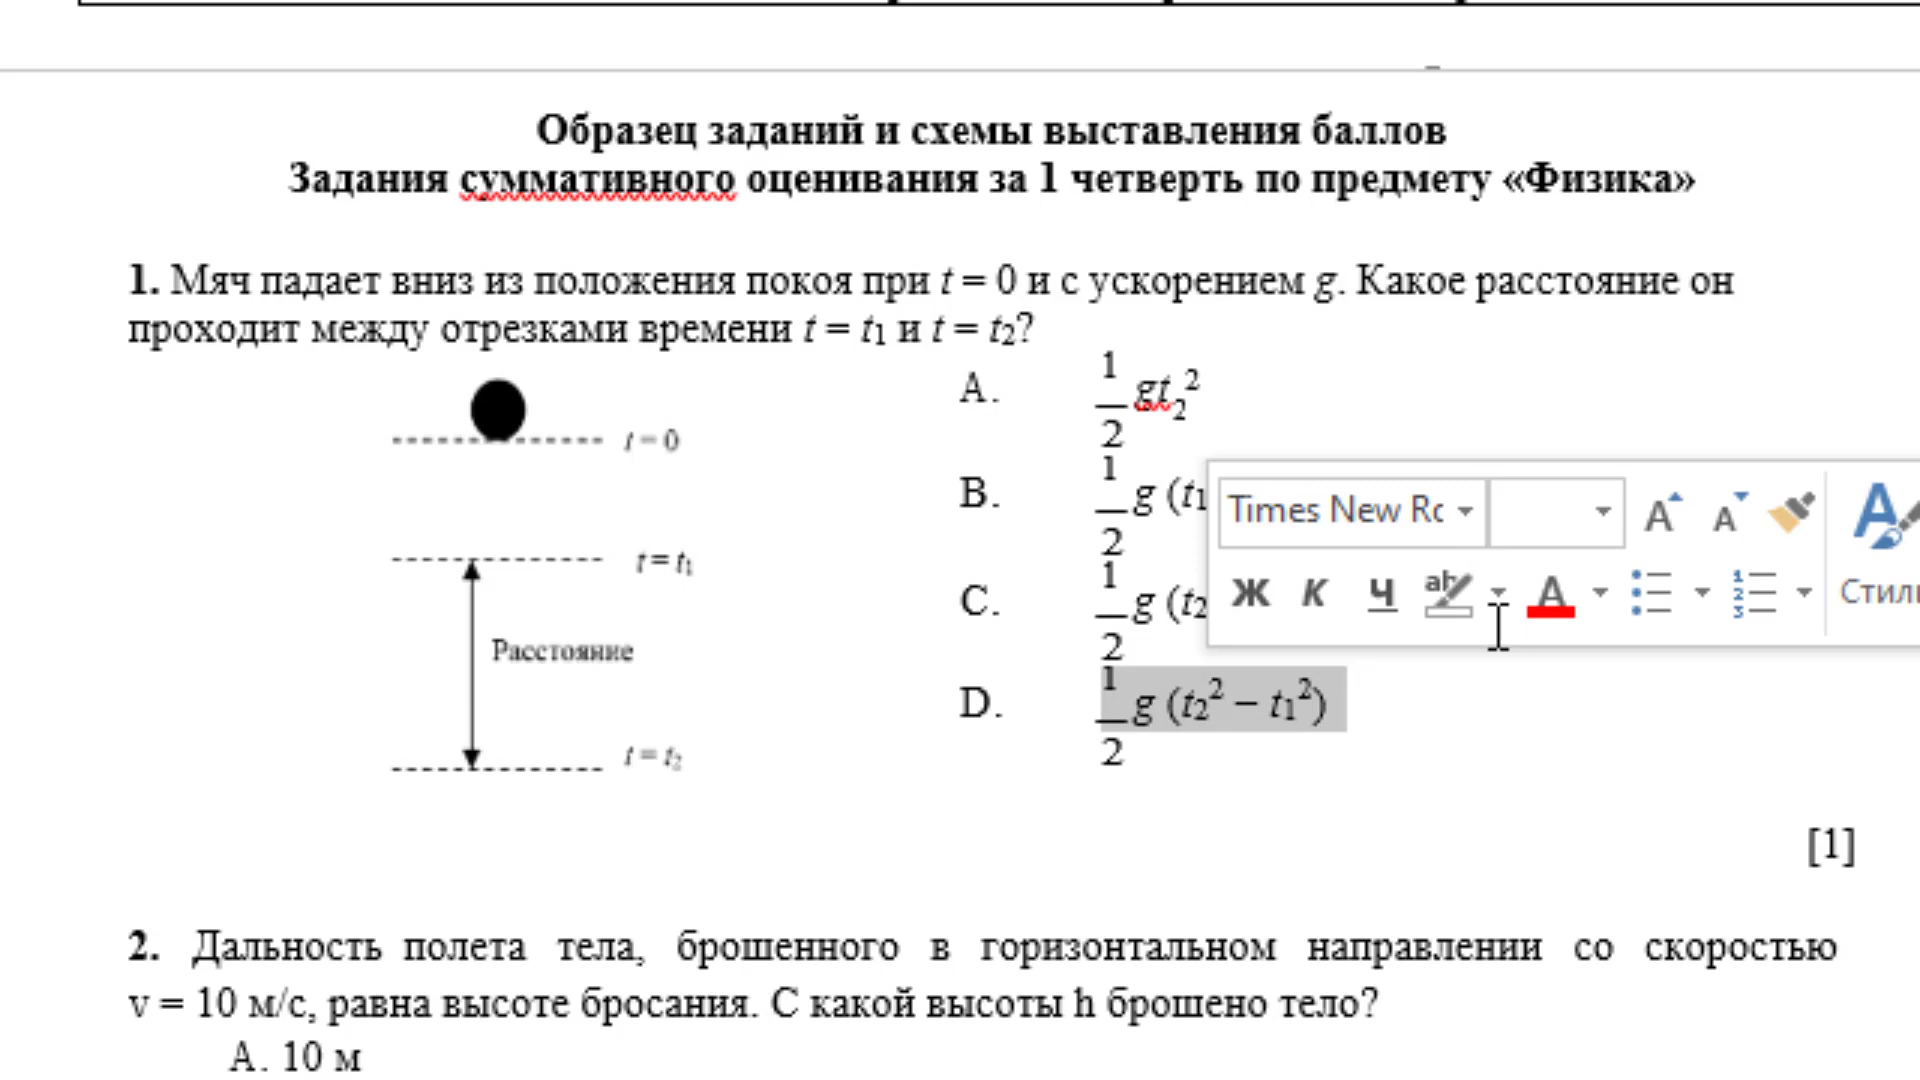 Образец заданий и схемы выставления баллов
Задания суммативного оценивания за 1 четверть по предмету «Физика»
1. Мяч падает вниз из положения покоя при t = 0 и с ускорением g. Какое расстояние он
проходит между отрезками времени t = t₁ и t = t₂?
t = 0
t = t₁
Расстояние
t = t₂
A. 1/2 gt₂²
B. 1/2 g (t₁
C. 1/2 g (t₂
D. 1/2 g (t₂² – t₁²)
Times New Rc
A A
Ж К Ч ab A
Стил
[1]
2. Дальность полета тела, брошенного в горизонтальном направлении со скоростью
v = 10 м/с, равна высоте бросания. С какой высоты h брошено тело?
A. 10 м